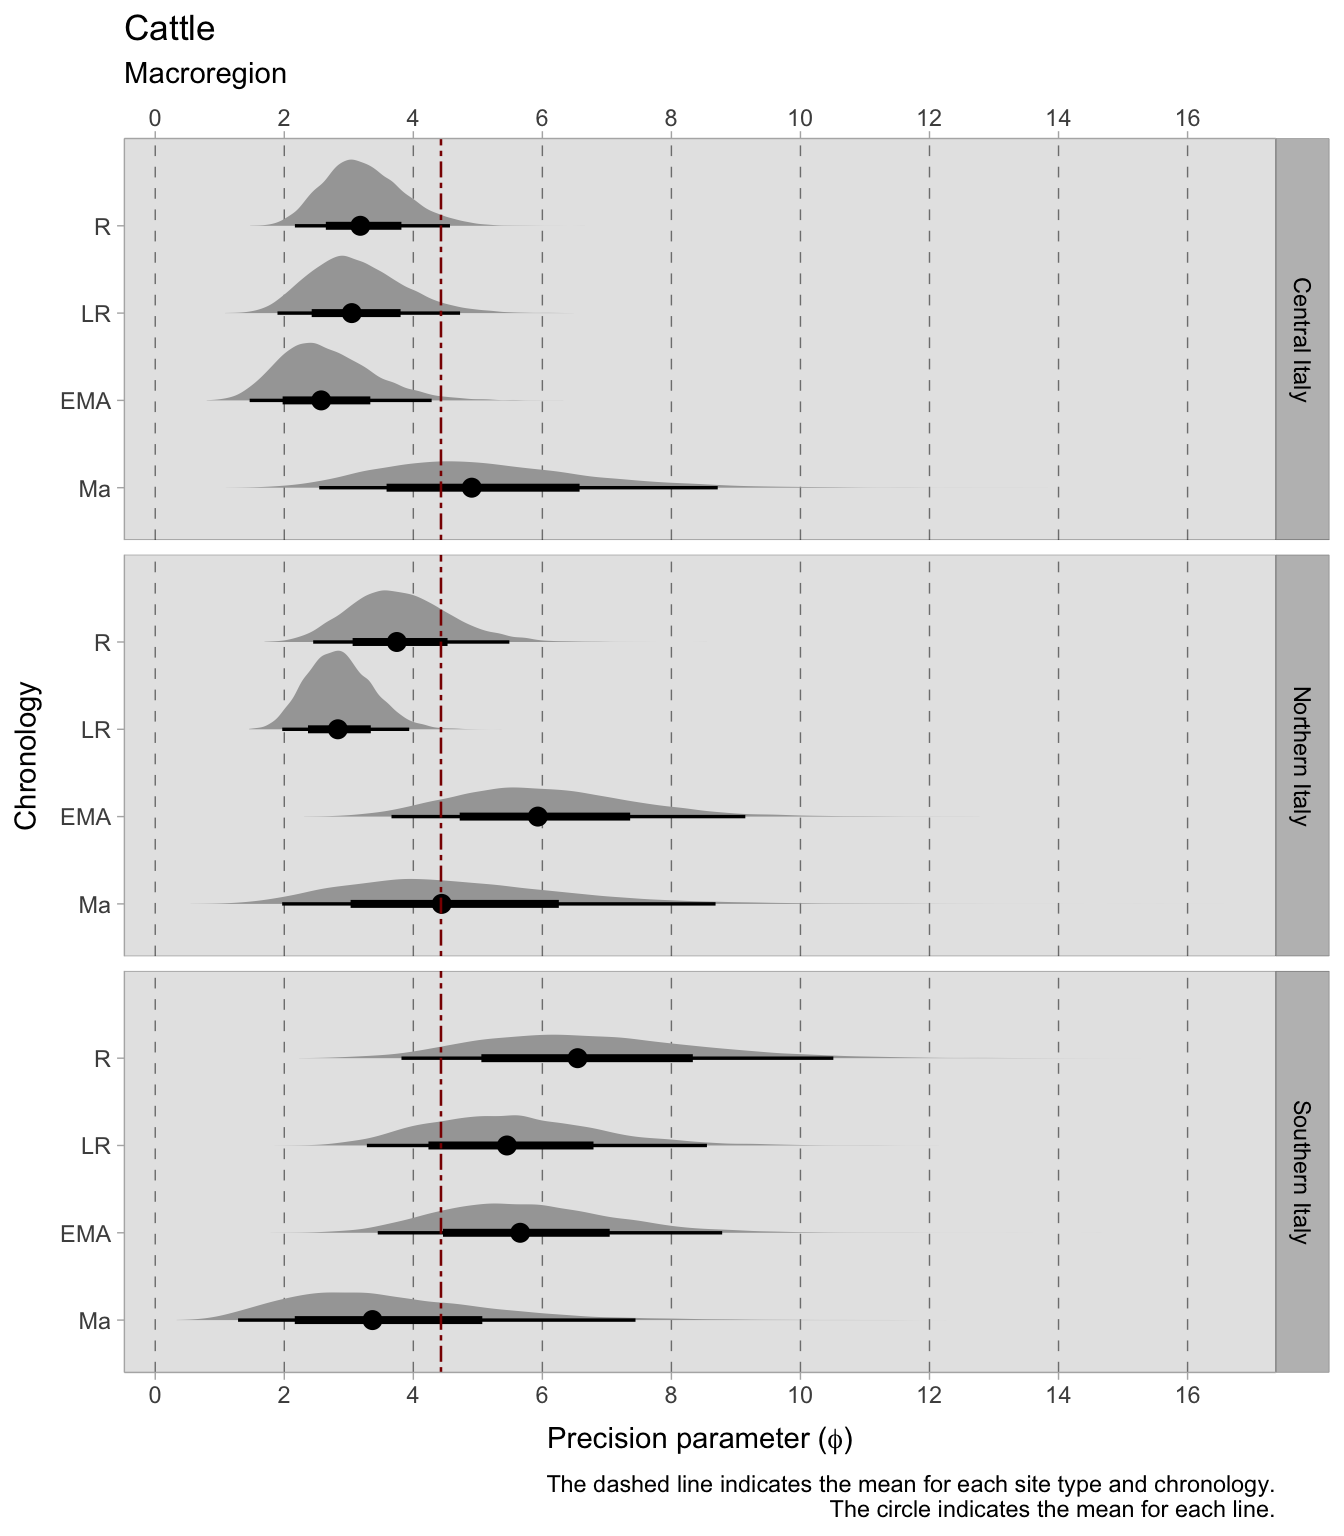 Cattle
Macroregion
0 2 4 6 8 10 12 14 16
R
LR
EMA
Ma
Central Italy
Chronology
R
LR
EMA
Ma
Northern Italy
R
LR
EMA
Ma
Southern Italy
0 2 4 6 8 10 12 14 16
Precision parameter (ϕ)
The dashed line indicates the mean for each site type and chronology.
The circle indicates the mean for each line.